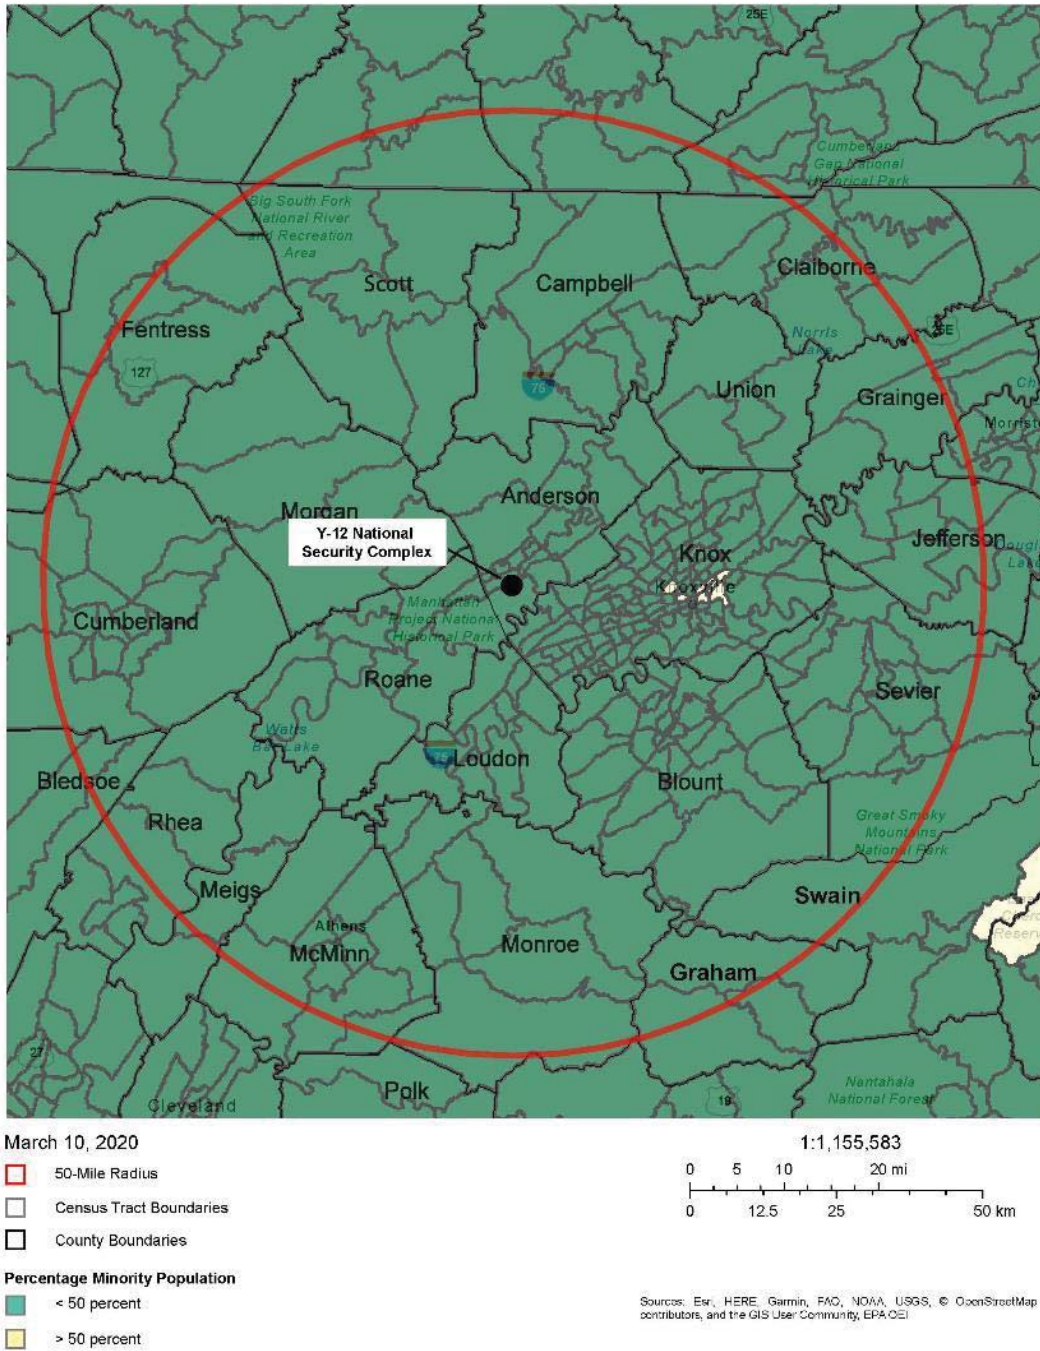 25E
Cumberland
Gap National
Historical Park
Big South Fork
National River
and Recreation
Area
Scott
Campbell
Claiborne
Fentress
127
Norris
Lake
75
Union
Grainger
Morgan
Anderson
Y-12 National
Security Complex
Knox
Knoxville
Jefferson
Manhattan
Project National
Historical Park
Cumberland
Roane
Sevier
Watts
Bar Lake
75
Loudon
Bledsoe
Blount
Rhea
Great Smoky
Mountains
National Park
Meigs
Swain
Athens
McMinn
Monroe
Graham
27
Polk
19
Nantahala
National Forest
Cleveland
March 10, 2020
50-Mile Radius
Census Tract Boundaries
County Boundaries
Percentage Minority Population
< 50 percent
> 50 percent
1:1,155,583
0 5 10 20 mi
0 12.5 25 50 km
Sources: Esri, HERE, Garmin, FAO, NOAA, USGS, © OpenStreetMap
contributors, and the GIS User Community, EPA OEI